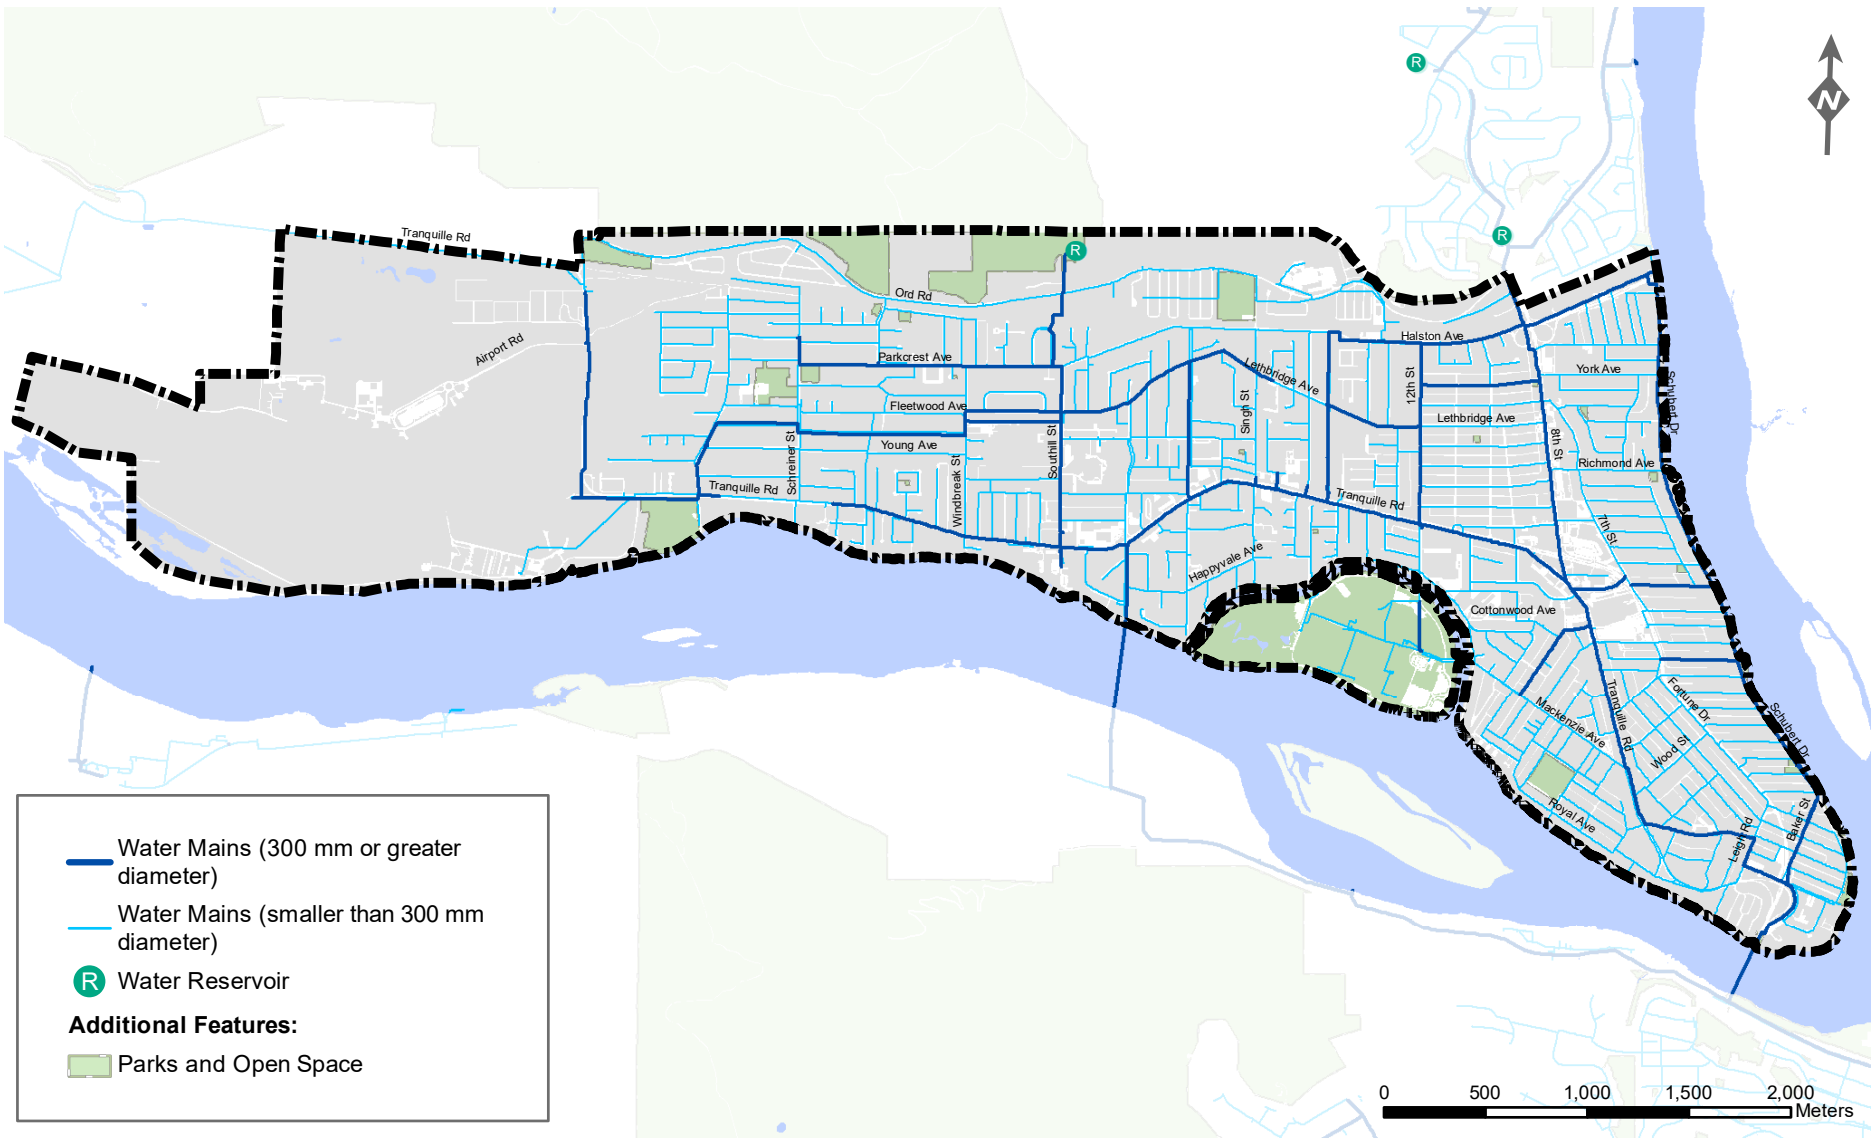 R
N
R
Tranquille Rd
R
Ord Rd
Airport Rd
Halston Ave
Parkcrest Ave
Lethbridge Ave
York Ave
Schubert Dr
12th St
Singh St
Fleetwood Ave
Lethbridge Ave
Young Ave
Southill St
8th St
Schreiner St
Windbreak St
Richmond Ave
Tranquille Rd
Tranquille Rd
7th St
Happyvale Ave
Cottonwood Ave
Fortune Dr
Tranquille Rd
Mackenzie Ave
Schubert Dr
Wood St
Royal Ave
Leigh Rd
Baker St
Water Mains (300 mm or greater
diameter)
Water Mains (smaller than 300 mm
diameter)
R Water Reservoir
Additional Features:
Parks and Open Space
0 500 1,000 1,500 2,000
Meters